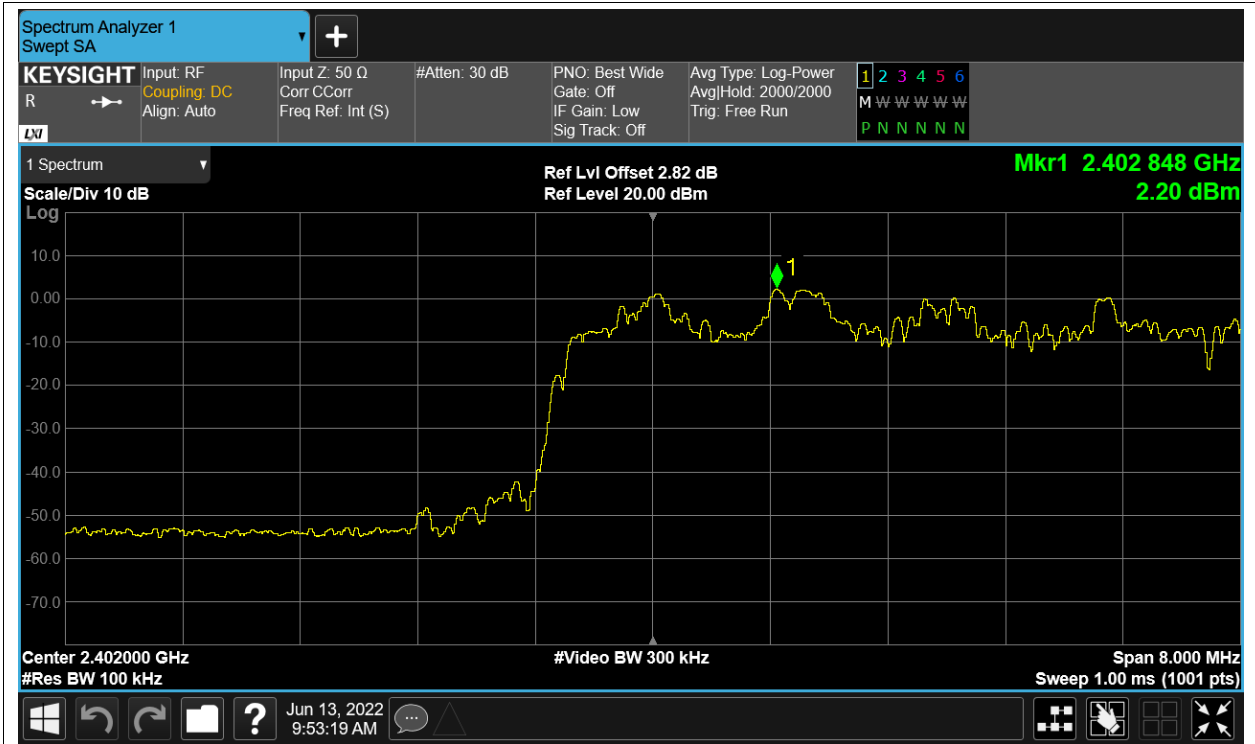 Spectrum Analyzer 1
Swept SA
KEYSIGHT
R
LXI
Input: RF
Coupling: DC
Align: Auto
Input Z: 50 Ω
Corr CCorr
Freq Ref: Int (S)
#Atten: 30 dB
PNO: Best Wide
Gate: Off
IF Gain: Low
Sig Track: Off
Avg Type: Log-Power
Avg|Hold: 2000/2000
Trig: Free Run
1 2 3 4 5 6
M W W W W W
P N N N N N
1 Spectrum
Scale/Div 10 dB
Log
Ref Lvl Offset 2.82 dB
Ref Level 20.00 dBm
Mkr1 2.402 848 GHz
2.20 dBm
1
10.0
0.00
-10.0
-20.0
-30.0
-40.0
-50.0
-60.0
-70.0
Center 2.402000 GHz
#Res BW 100 kHz
#Video BW 300 kHz
Span 8.000 MHz
Sweep 1.00 ms (1001 pts)
?
Jun 13, 2022
9:53:19 AM